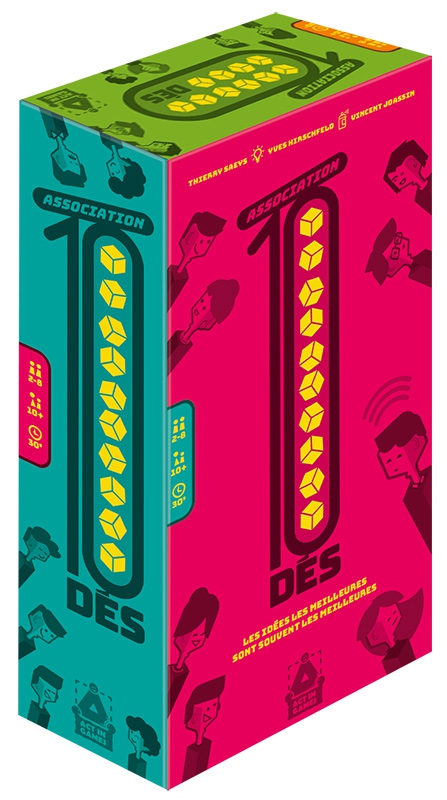 ASSOCIATION
10
DÉS
THIERRY SAEYS YVES HIRSCHFELD VINCENT JOASSIN
ASSOCIATION
10
DÉS
2-8
10+
30'
LES IDÉES LES MEILLEURES
SONT SOUVENT LES MEILLEURES
ACT IN
GAMES
ASSOCIATION
10
DÉS
2-8
10+
30'
ACT IN
GAMES